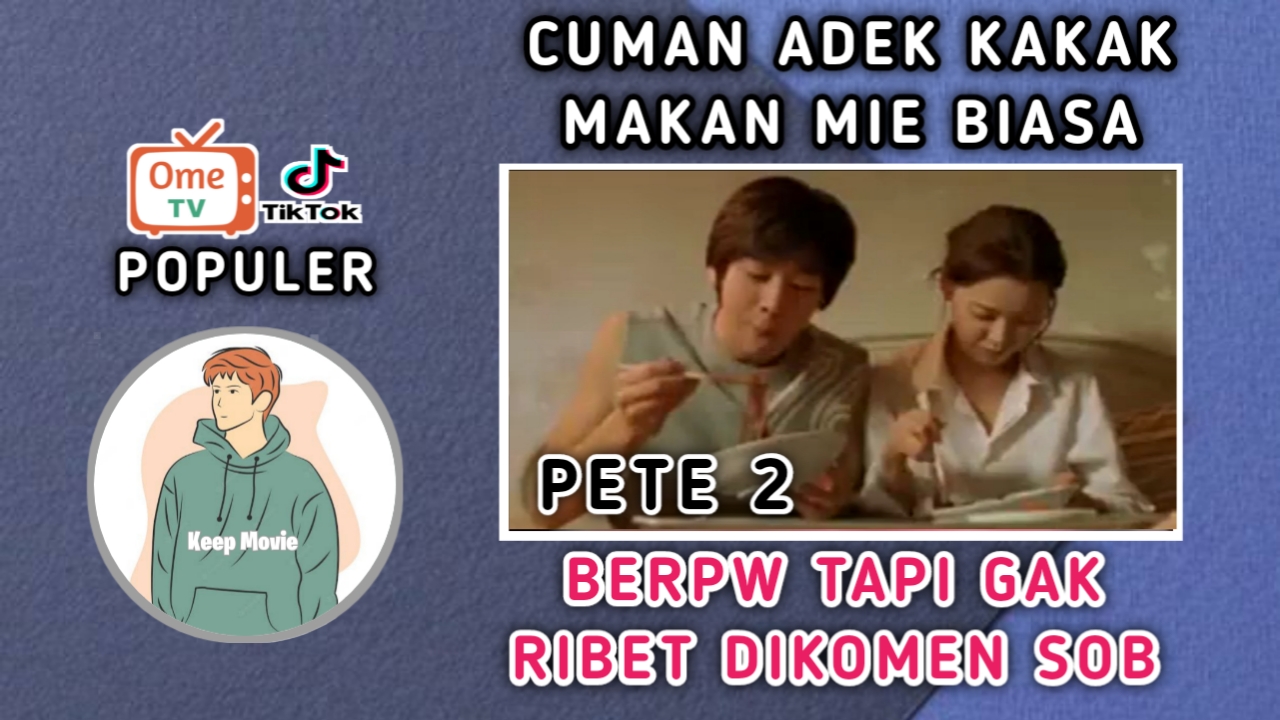 CUMAN ADEK KAKAK
MAKAN MIE BIASA
Ome
TV
TikTok
POPULER
Keep Movie
PETE 2
BERPW TAPI GAK
RIBET DIKOMEN SOB